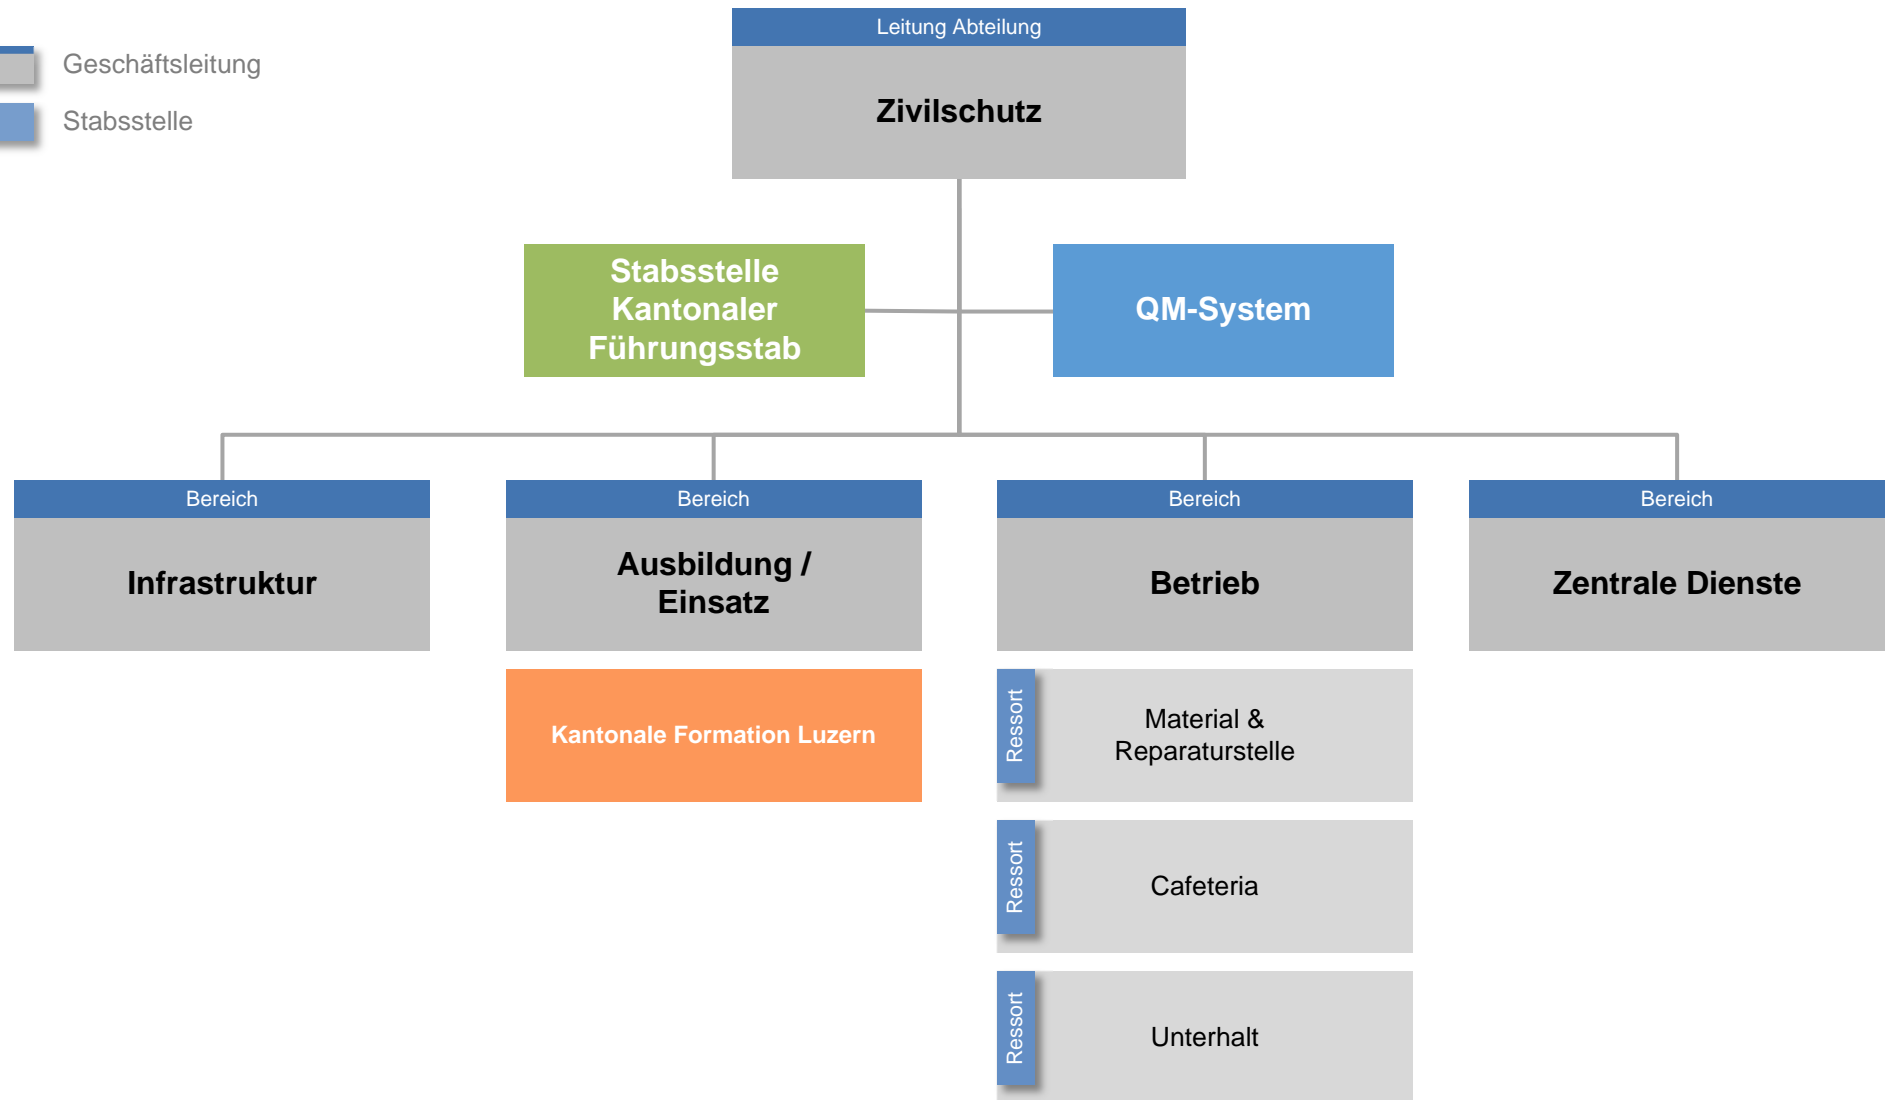 Leitung Abteilung
Zivilschutz
Geschäftsleitung
Stabsstelle
Stabsstelle
Kantonaler
Führungsstab
QM-System
Bereich
Infrastruktur
Bereich
Ausbildung /
Einsatz
Kantonale Formation Luzern
Bereich
Betrieb
Ressort
Material &
Reparaturstelle
Ressort
Cafeteria
Ressort
Unterhalt
Bereich
Zentrale Dienste